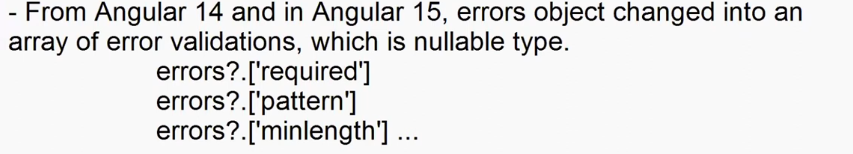 - From Angular 14 and in Angular 15, errors object changed into an
array of error validations, which is nullable type.
errors?.['required']
errors?.['pattern']
errors?.['minlength'] ...